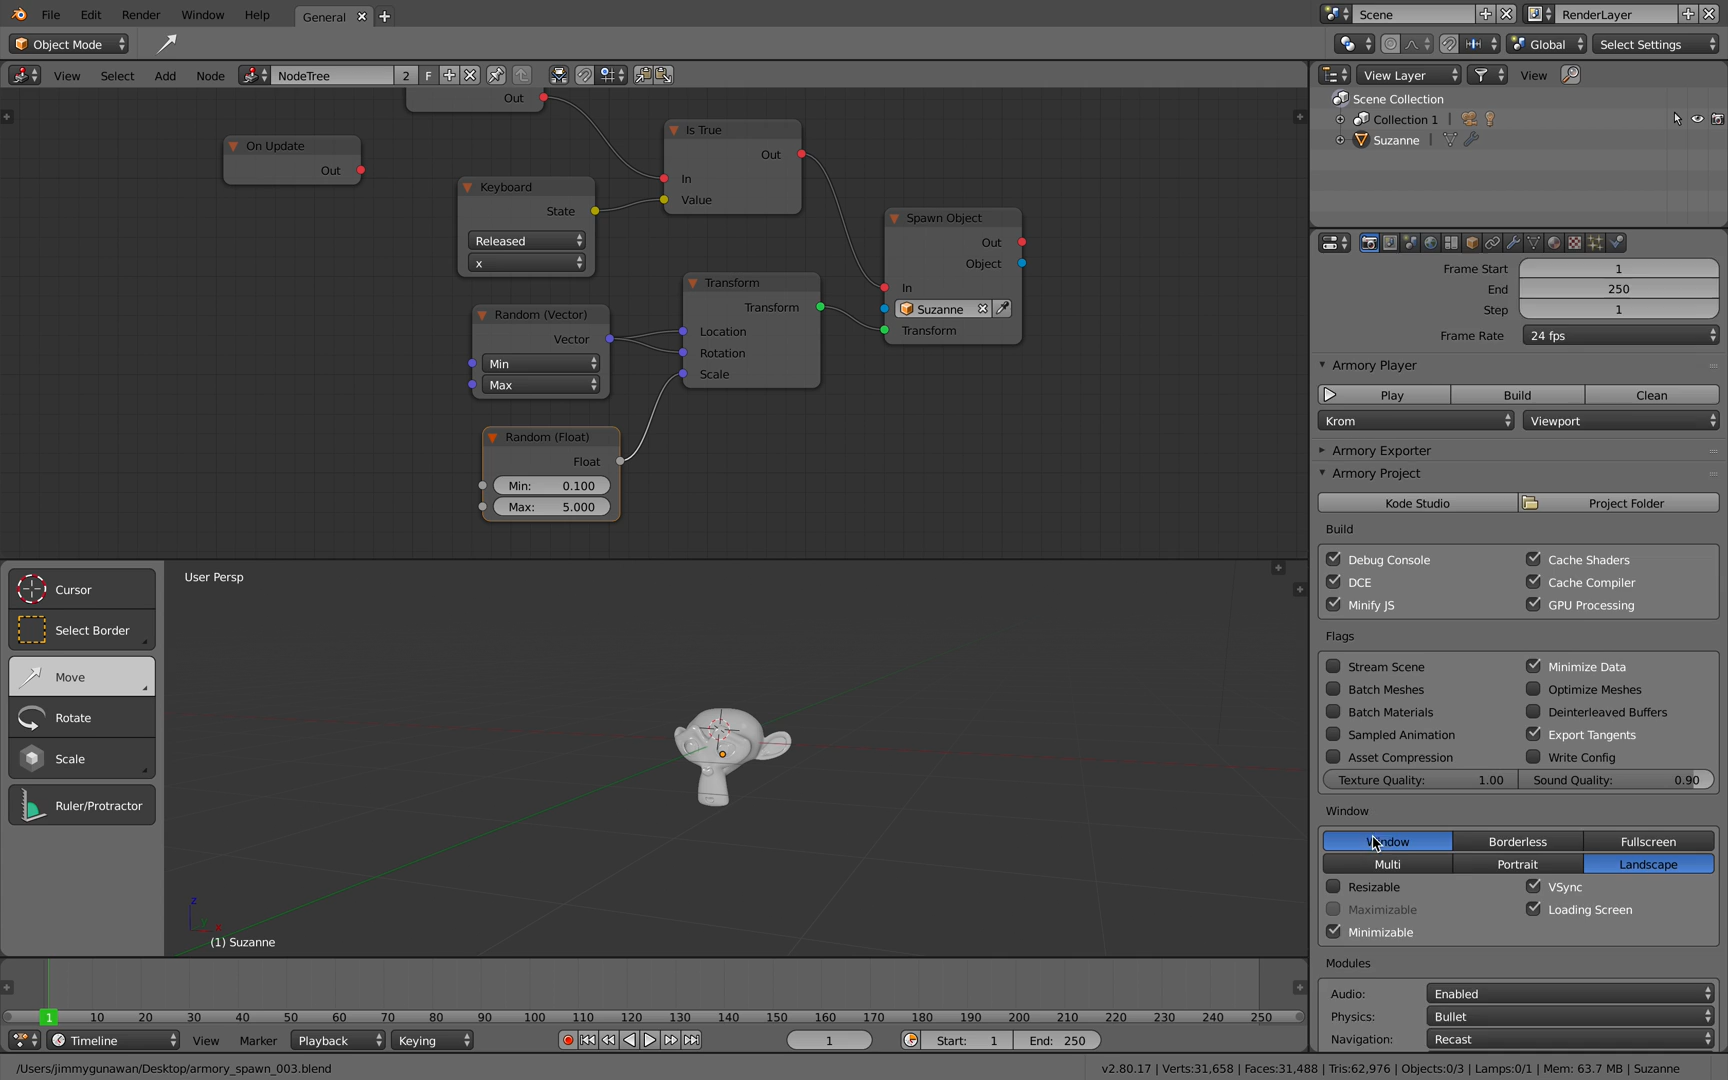 File Edit Render Window Help General Scene RenderLayer
Object Mode Global Select Settings
View Select Add Node NodeTree 2 F View Layer View
Out
On Update
Out
Is True
Out
In
Value
Keyboard
State
Released
x
Spawn Object
Out
Object
In
Suzanne
Transform
Transform
Transform
Location
Rotation
Scale
Random (Vector)
Vector
Min
Max
Random (Float)
Float
Min: 0.100
Max: 5.000
Scene Collection
Collection 1
Suzanne
Frame Start 1
End 250
Step 1
Frame Rate 24 fps
Armory Player
Play Build Clean
Krom Viewport
Armory Exporter
Armory Project
Kode Studio Project Folder
Build
Debug Console Cache Shaders
DCE Cache Compiler
Minify JS GPU Processing
Flags
Stream Scene Minimize Data
Batch Meshes Optimize Meshes
Batch Materials Deinterleaved Buffers
Sampled Animation Export Tangents
Asset Compression Write Config
Texture Quality: 1.00 Sound Quality: 0.90
Window
Window Borderless Fullscreen
Multi Portrait Landscape
Resizable VSync
Maximizable Loading Screen
Minimizable
Modules
Audio: Enabled
Physics: Bullet
Navigation: Recast
Cursor
Select Border
Move
Rotate
Scale
Ruler/Protractor
User Persp
z
y x
(1) Suzanne
1 10 20 30 40 50 60 70 80 90 100 110 120 130 140 150 160 170 180 190 200 210 220 230 240 250
Timeline View Marker Playback Keying 1 Start: 1 End: 250
/Users/jimmygunawan/Desktop/armory_spawn_003.blend v2.80.17 | Verts:31,658 | Faces:31,488 | Tris:62,976 | Objects:0/3 | Lamps:0/1 | Mem: 63.7 MB | Suzanne